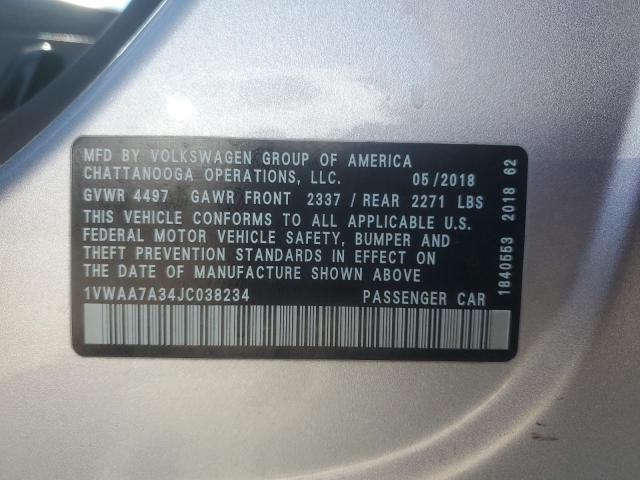 MFD BY VOLKSWAGEN GROUP OF AMERICA
CHATTANOOGA OPERATIONS, LLC. 05/2018
GVWR 4497 GAWR FRONT 2337 / REAR 2271 LBS
THIS VEHICLE CONFORMS TO ALL APPLICABLE U.S.
FEDERAL MOTOR VEHICLE SAFETY, BUMPER AND
THEFT PREVENTION STANDARDS IN EFFECT ON
THE DATE OF MANUFACTURE SHOWN ABOVE
1VWAA7A34JC038234 PASSENGER CAR
1840553 2018 62